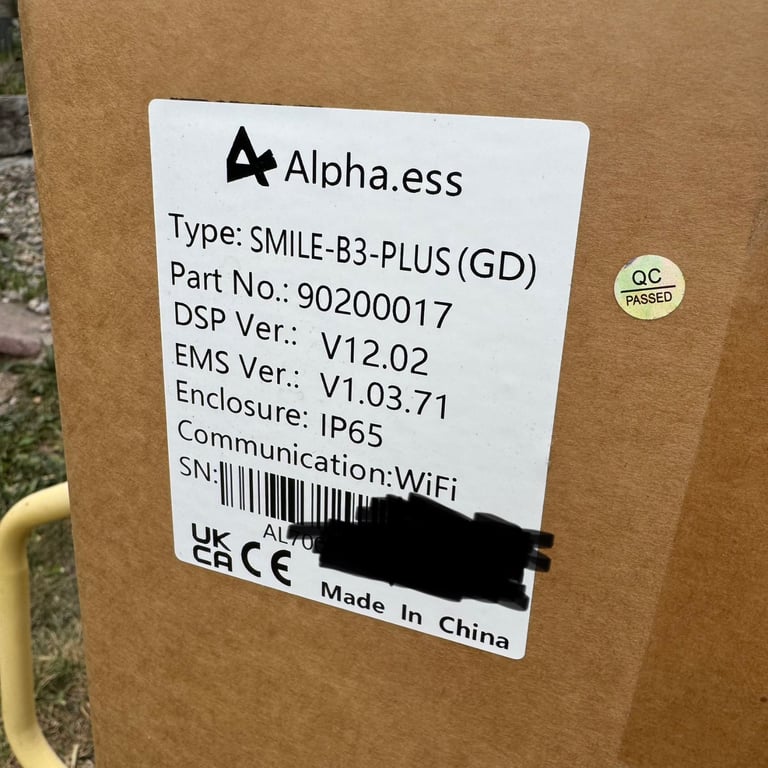 Alpha.ess
Type: SMILE-B3-PLUS (GD)
Part No.: 90200017
DSP Ver.: V12.02
EMS Ver.: V1.03.71
Enclosure: IP65
Communication:WiFi
SN:
AL70
UK
CA CE
Made In China
QC
PASSED